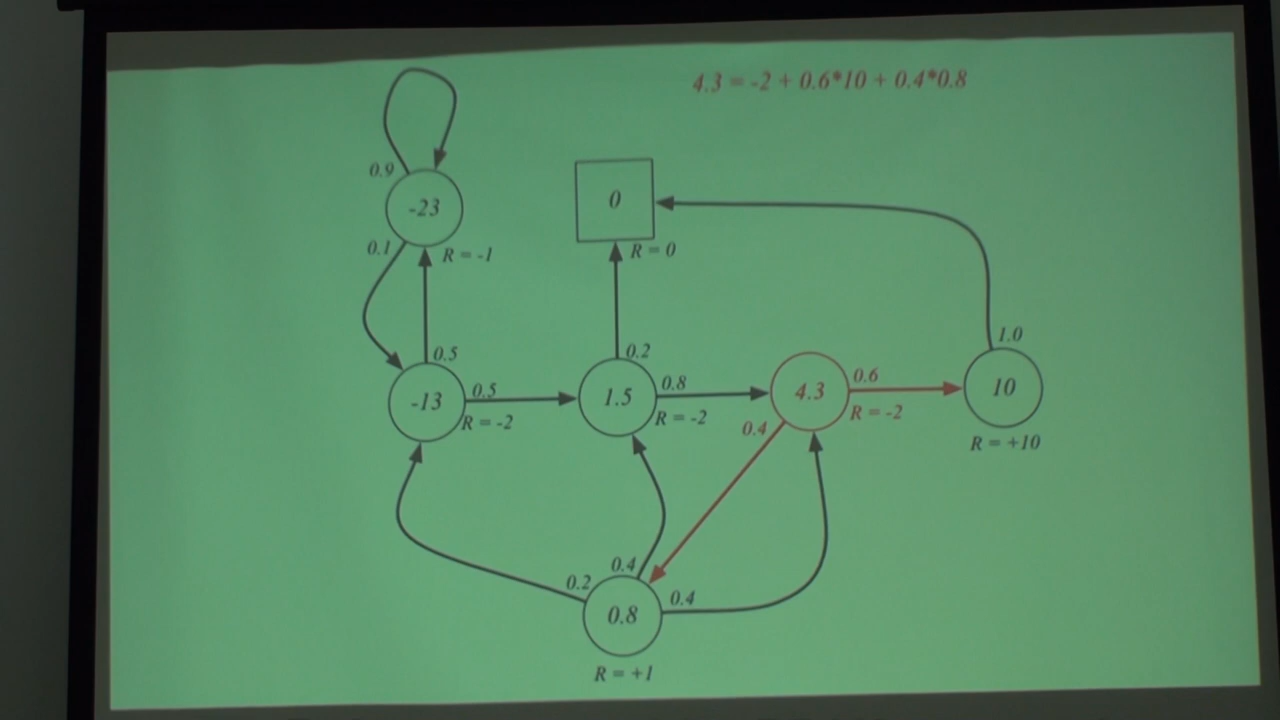 4.3 = -2 + 0.6*10 + 0.4*0.8
0.9
-23
0
0.1
R = -1
R = 0
0.5
0.2
1.0
-13
0.5
R = -2
1.5
0.8
R = -2
4.3
0.6
R = -2
10
0.4
R = +10
0.2
0.4
0.8
0.4
R = +1